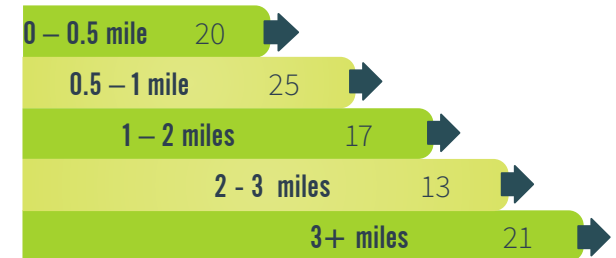 0 – 0.5 mile 20
0.5 – 1 mile 25
1 – 2 miles 17
2 - 3 miles 13
3+ miles 21